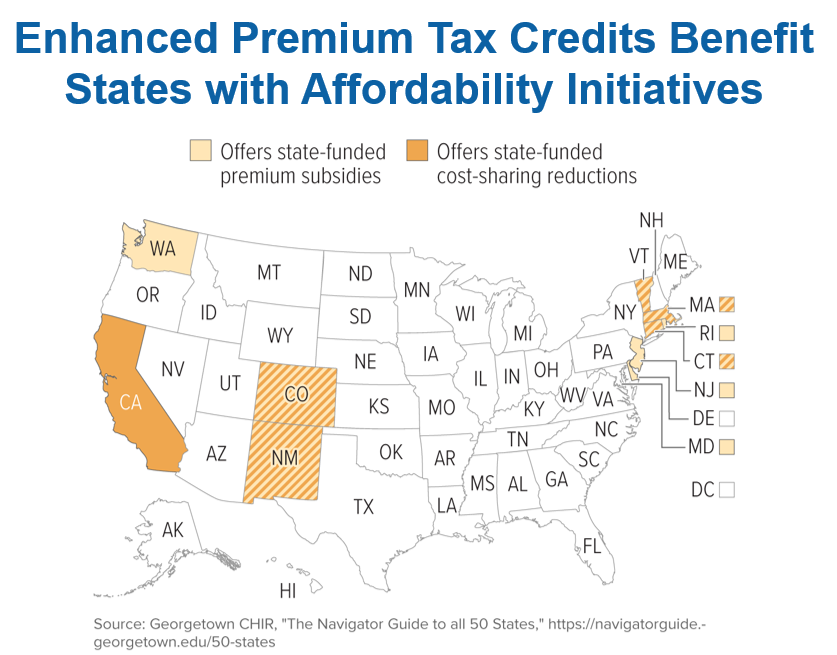 Enhanced Premium Tax Credits Benefit
States with Affordability Initiatives
Offers state-funded
premium subsidies
Offers state-funded
cost-sharing reductions
NH
WA
VT
ME
MT
ND
MN
OR
ID
SD
WI
NY
MA
MI
RI
WY
IA
PA
CT
NE
NV
UT
IL
IN
OH
NJ
CO
CA
KS
MO
WV
VA
KY
DE
NC
MD
AZ
NM
OK
AR
TN
SC
TX
LA
MS
AL
GA
DC
AK
FL
HI
Source: Georgetown CHIR, "The Navigator Guide to all 50 States," https://navigatorguide.-
georgetown.edu/50-states